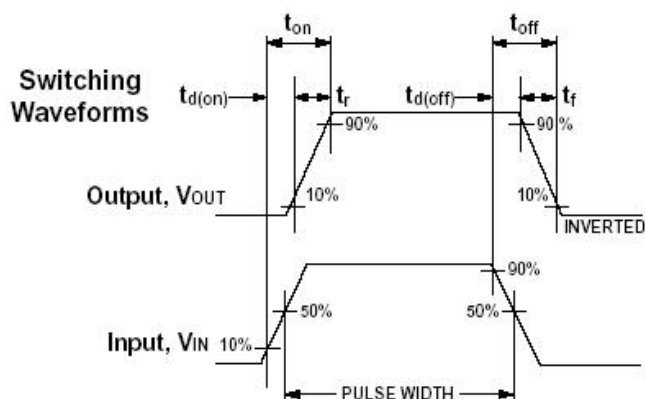 ton
toff
Switching
Waveforms
td(on)
tr
td(off)
tf
90%
90%
Output, VOUT
10%
10%
INVERTED
90%
50%
50%
Input, VIN
10%
PULSE WIDTH